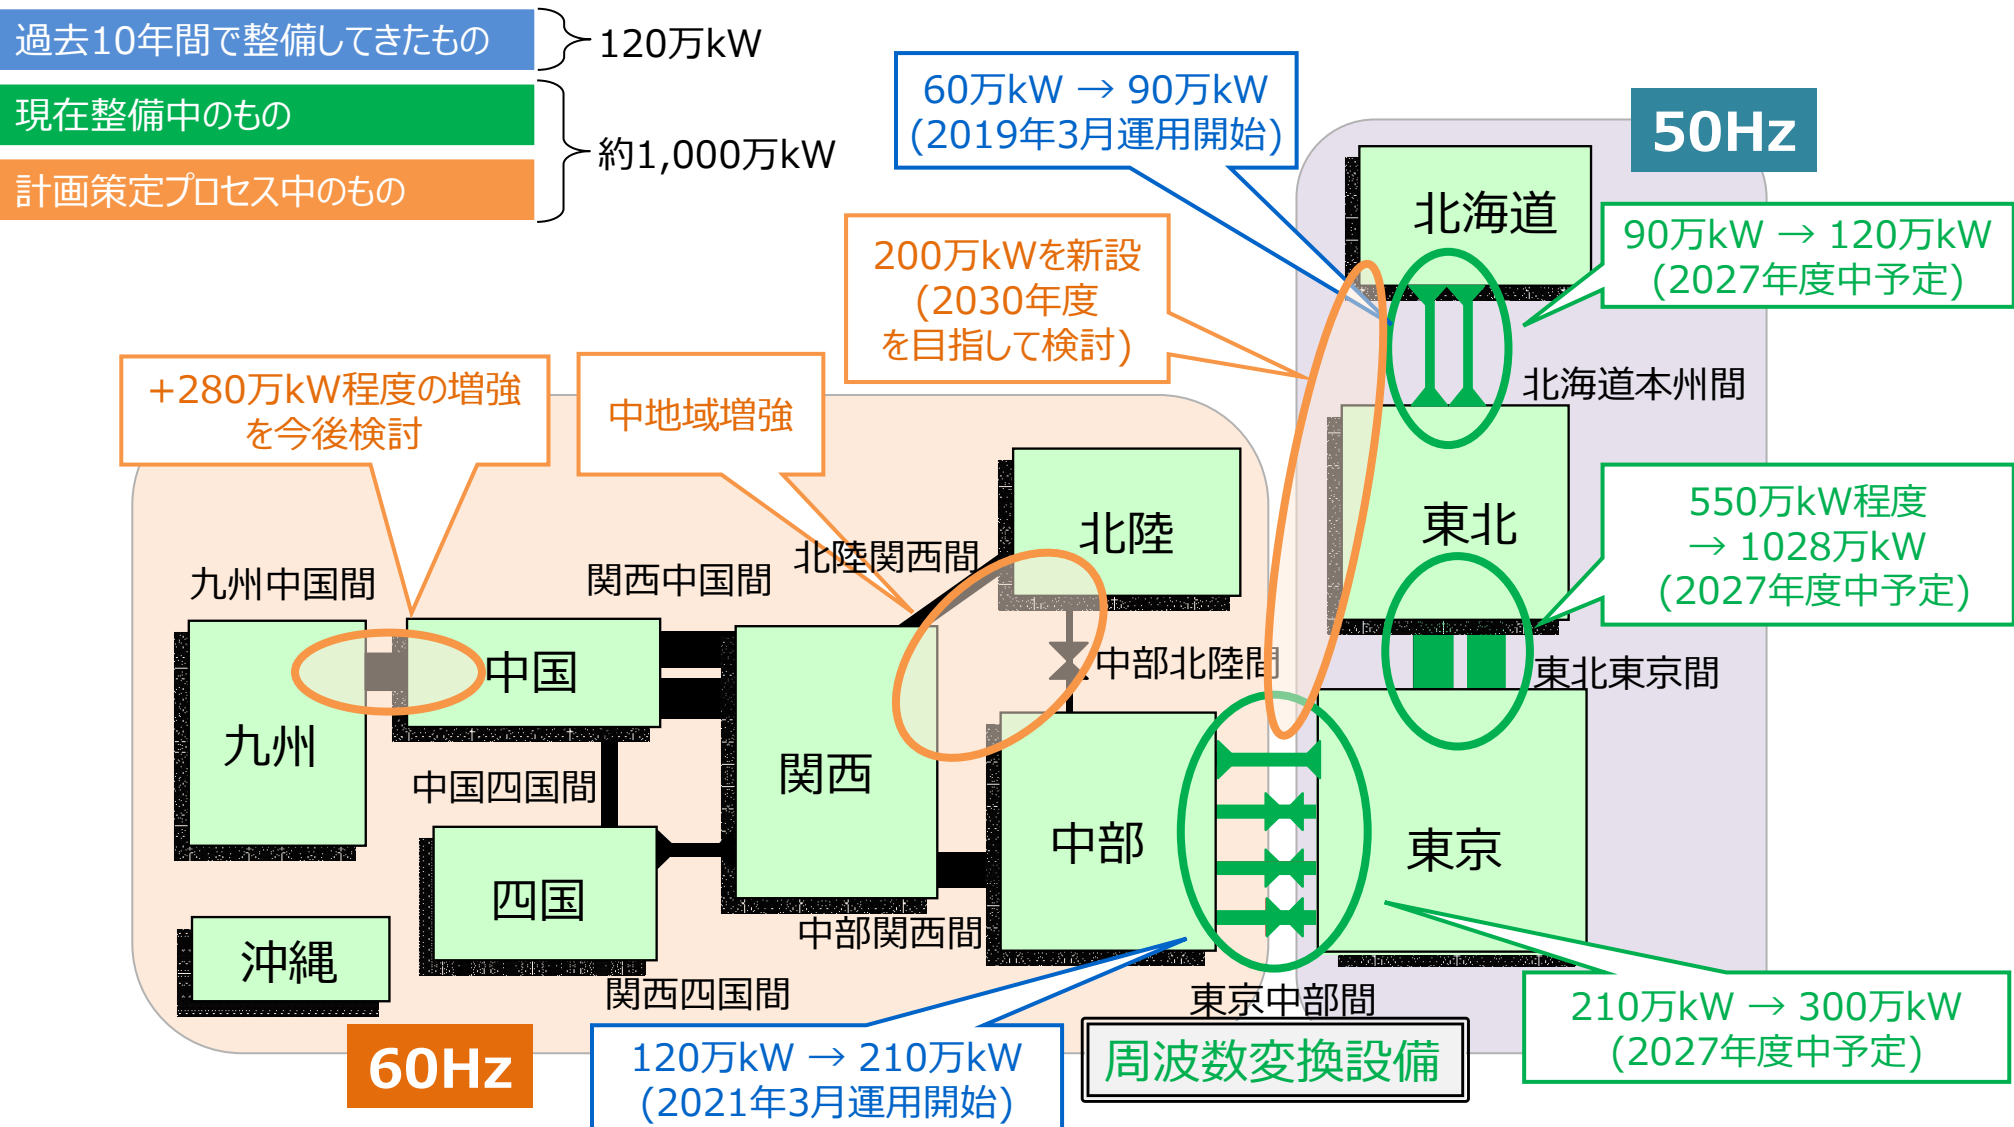 過去10年間で整備してきたもの
120万kW
現在整備中のもの
計画策定プロセス中のもの
約1,000万kW
60万kW → 90万kW
(2019年3月運用開始)
50Hz
北海道
90万kW → 120万kW
(2027年度中予定)
200万kWを新設
(2030年度
を目指して検討)
北海道本州間
+280万kW程度の増強
を今後検討
中地域増強
北陸
東北
550万kW程度
→ 1028万kW
(2027年度中予定)
北陸関西間
九州中国間
関西中国間
中国
中部北陸間
東北東京間
九州
関西
中国四国間
中部
東京
四国
中部関西間
沖縄
関西四国間
東京中部間
210万kW → 300万kW
(2027年度中予定)
周波数変換設備
60Hz
120万kW → 210万kW
(2021年3月運用開始)